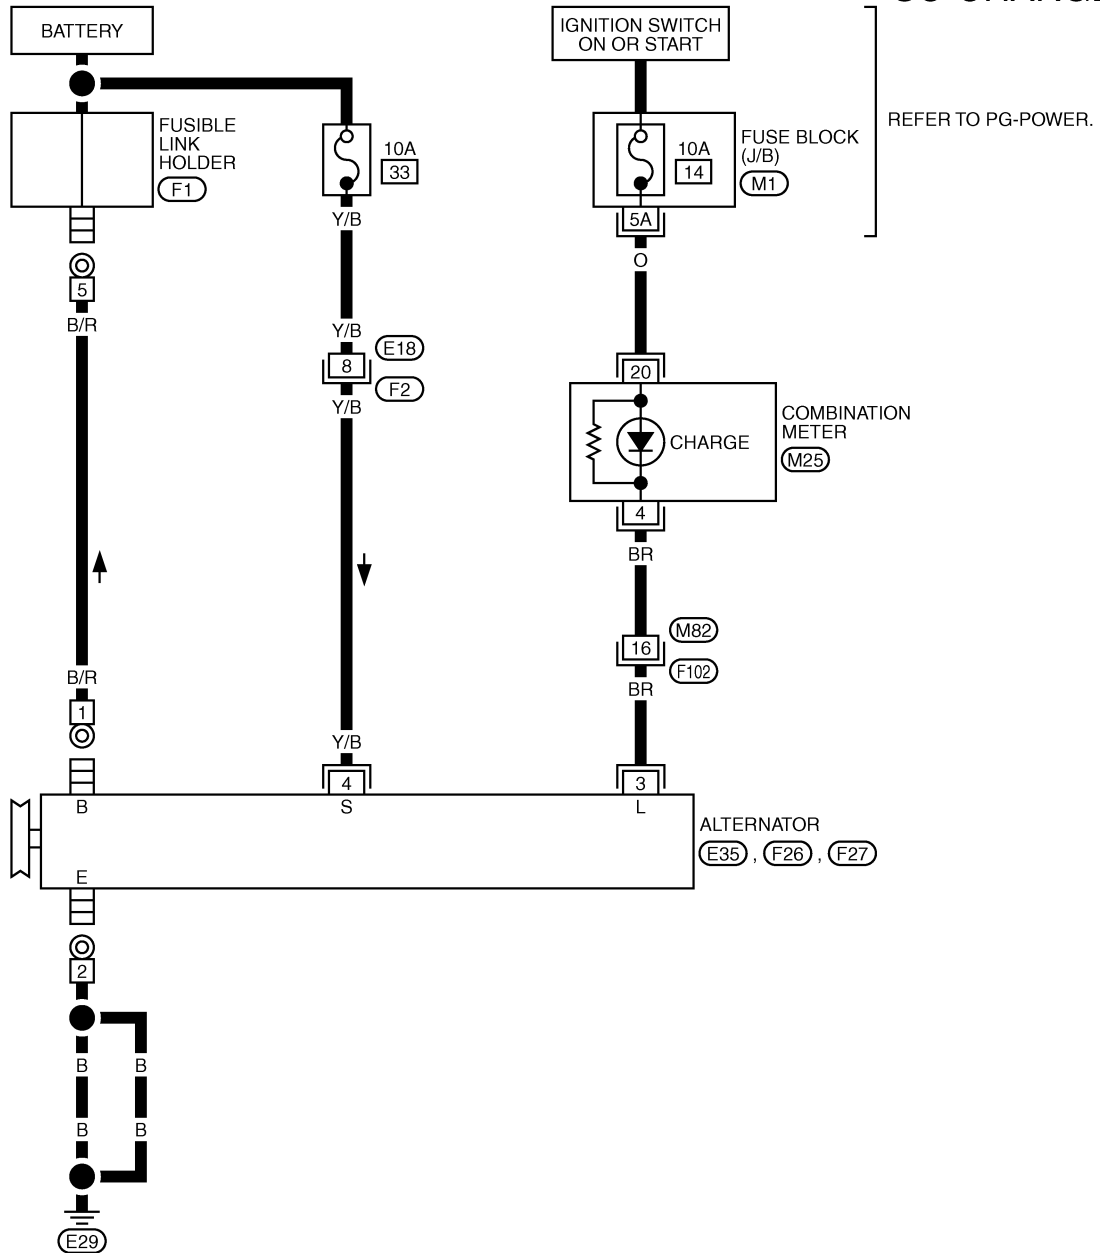 BATTERY
IGNITION SWITCH
ON OR START
REFER TO PG-POWER.
FUSIBLE
LINK
HOLDER
F1
10A
33
10A
14
FUSE BLOCK
(J/B)
M1
5A
Y/B
O
5
B/R
Y/B
8
E18
F2
Y/B
20
CHARGE
COMBINATION
METER
M25
4
BR
16
M82
F102
BR
B/R
1
Y/B
4
3
B
S
L
E
ALTERNATOR
E35 , F26 , F27
2
B
B
B
B
E29